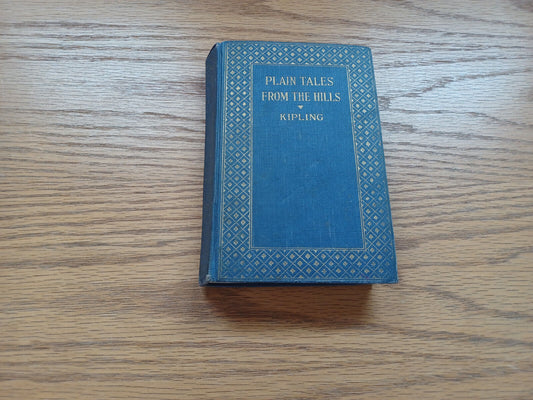 PLAIN TALES
FROM THE HILLS
KIPLING